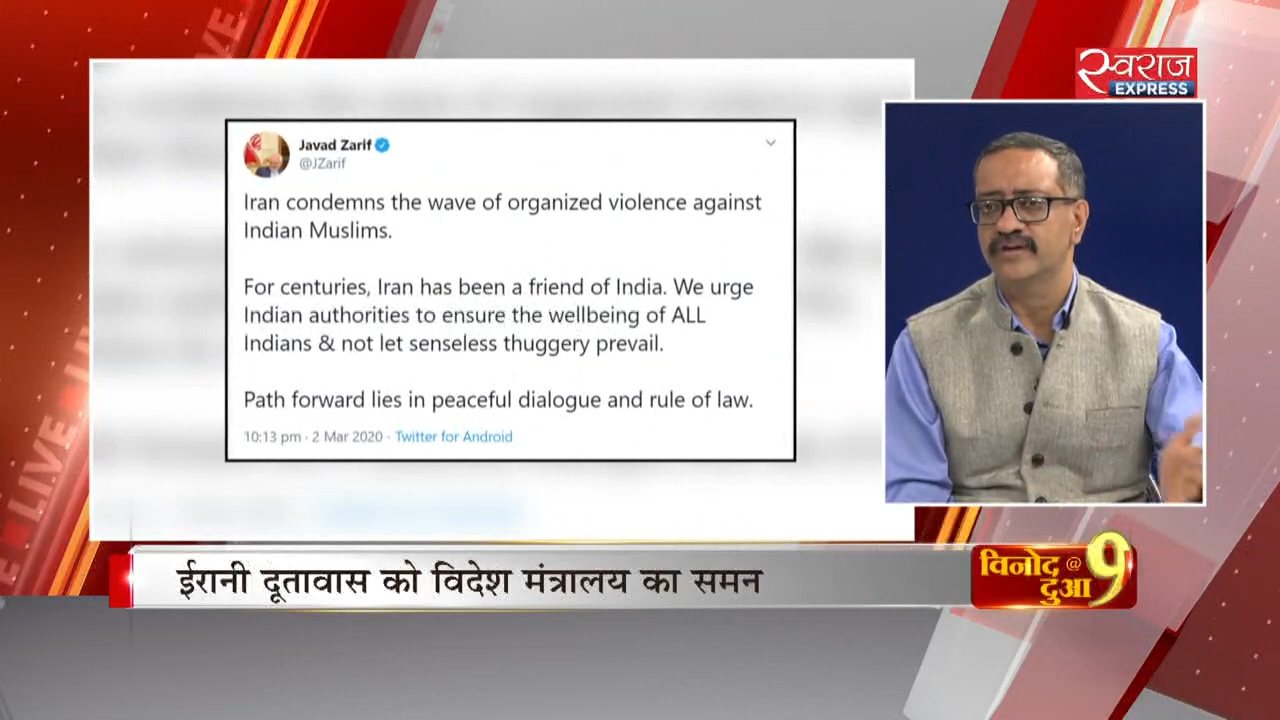 स्वराज
EXPRESS
Javad Zarif
@JZarif
Iran condemns the wave of organized violence against
Indian Muslims.
For centuries, Iran has been a friend of India. We urge
Indian authorities to ensure the wellbeing of ALL
Indians & not let senseless thuggery prevail.
Path forward lies in peaceful dialogue and rule of law.
10:13 pm · 2 Mar 2020 · Twitter for Android
ईरानी दूतावास को विदेश मंत्रालय का समन
विनोद @ 9
दुआ
LIVE
LIVE